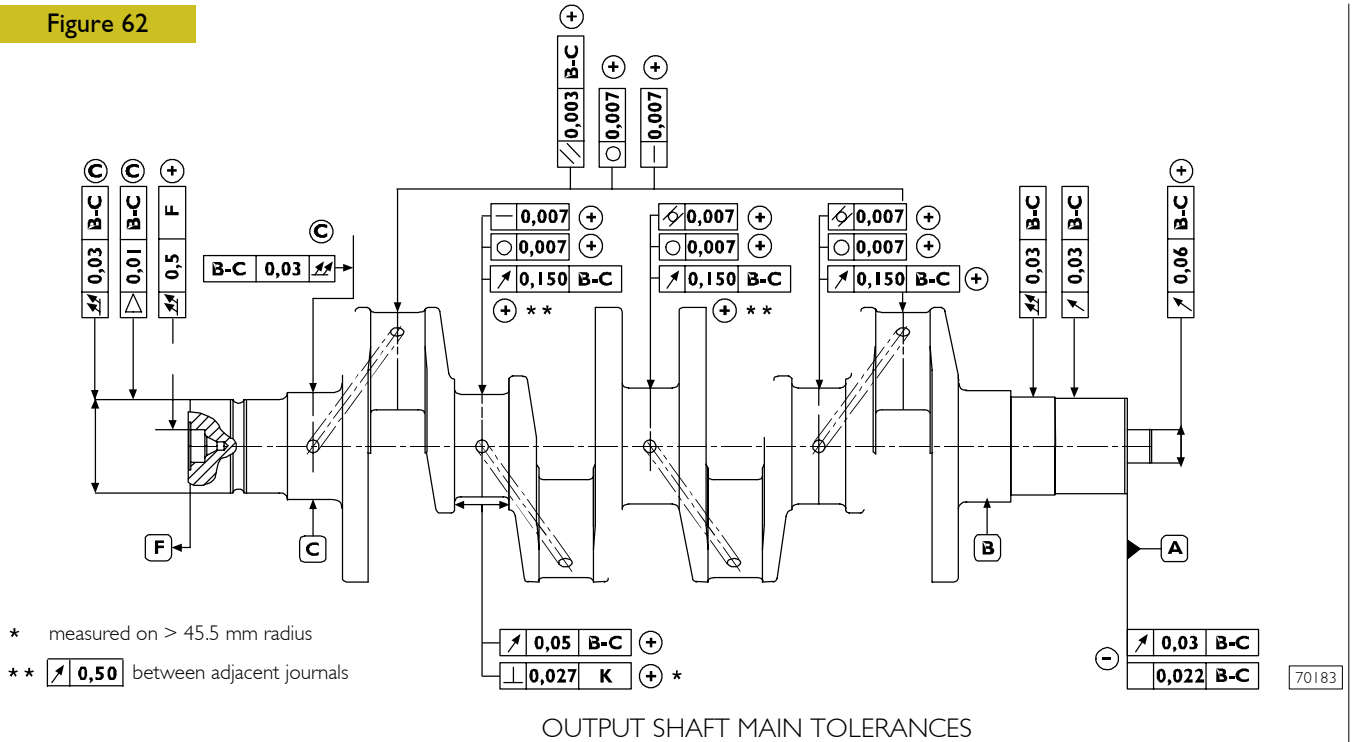 Figure 62
0,003 B-C
0,007
0,007
C
0,03 B-C
C
0,01 B-C
0,5 F
C
B-C 0,03
0,007
0,007
0,150 B-C
* *
0,007
0,007
0,150 B-C
* *
0,007
0,007
0,150 B-C
0,03 B-C
0,03 B-C
0,06 B-C
F
C
B
A
* measured on > 45.5 mm radius
* * 0,50 between adjacent journals
0,05 B-C
0,027 K *
0,03 B-C
0,022 B-C
70183
OUTPUT SHAFT MAIN TOLERANCES